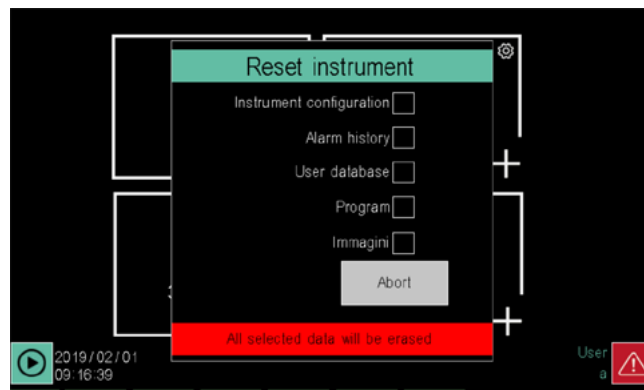 Reset instrument
Instrument configuration
Alarm history
User database
Program
Immagini
Abort
All selected data will be erased
2019/02/01
09:16:39
User
a